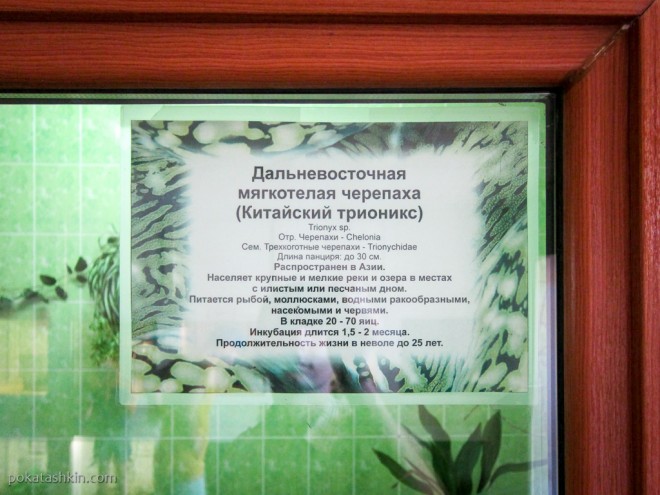 Дальневосточная
мягкотелая черепаха
(Китайский трионикс)
Trionyx sp.
Отр. Черепахи - Chelonia
Сем. Трехкоготные черепахи - Trionychidae
Длина панциря: до 30 см.
Распространен в Азии.
Населяет крупные и мелкие реки и озера в местах
с илистым или песчаным дном.
Питается рыбой, моллюсками, водными ракообразными,
насекомыми и червями.
В кладке 20 - 70 яиц.
Инкубация длится 1,5 - 2 месяца.
Продолжительность жизни в неволе до 25 лет.
pokatashkin.com